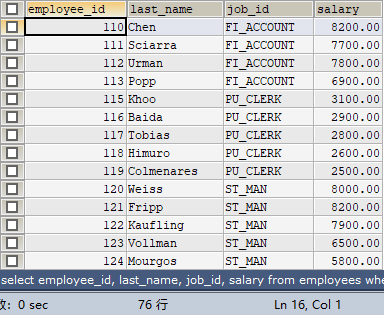 employee_id last_name job_id salary
110 Chen FI_ACCOUNT 8200.00
111 Sciarra FI_ACCOUNT 7700.00
112 Urman FI_ACCOUNT 7800.00
113 Popp FI_ACCOUNT 6900.00
115 Khoo PU_CLERK 3100.00
116 Baida PU_CLERK 2900.00
117 Tobias PU_CLERK 2800.00
118 Himuro PU_CLERK 2600.00
119 Colmenares PU_CLERK 2500.00
120 Weiss ST_MAN 8000.00
121 Fripp ST_MAN 8200.00
122 Kaufling ST_MAN 7900.00
123 Vollman ST_MAN 6500.00
124 Mourgos ST_MAN 5800.00
select employee_id, last_name, job_id, salary from employees whe
: 0 sec 76 行 Ln 16, Col 1